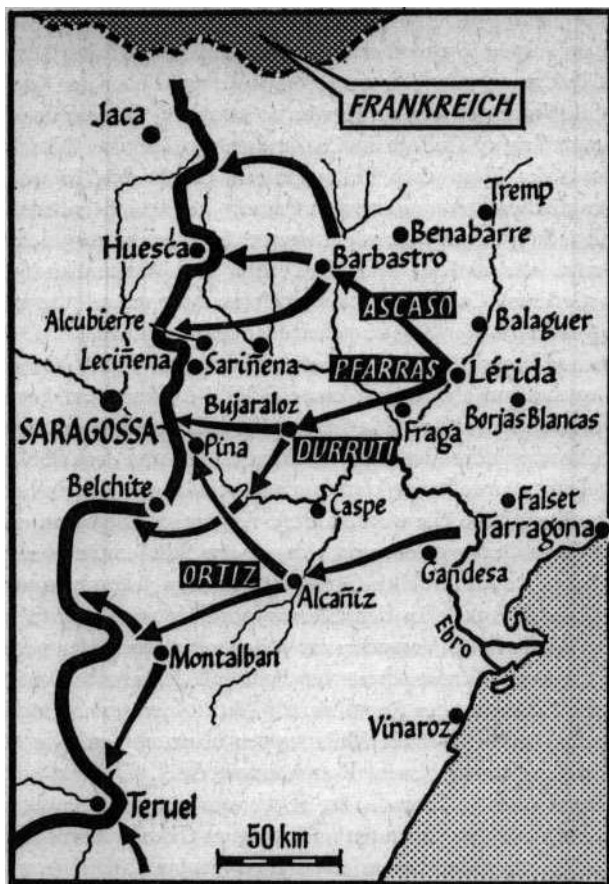 FRANKREICH
Jaca
Tremp
Benabarre
Huesca
Barbastro
ASCASO
Alcubierre
Balaguer
Leciñena
Sariñena
P.FARRAS
Lérida
SARAGOSSA
Bujaraloz
Fraga
Borjas Blancas
Pina
DURRUTI
Belchite
Caspe
Falset
Tarragona
ORTIZ
Alcañiz
Gandesa
Ebro
Montalban
Vinaroz
Teruel
50 km